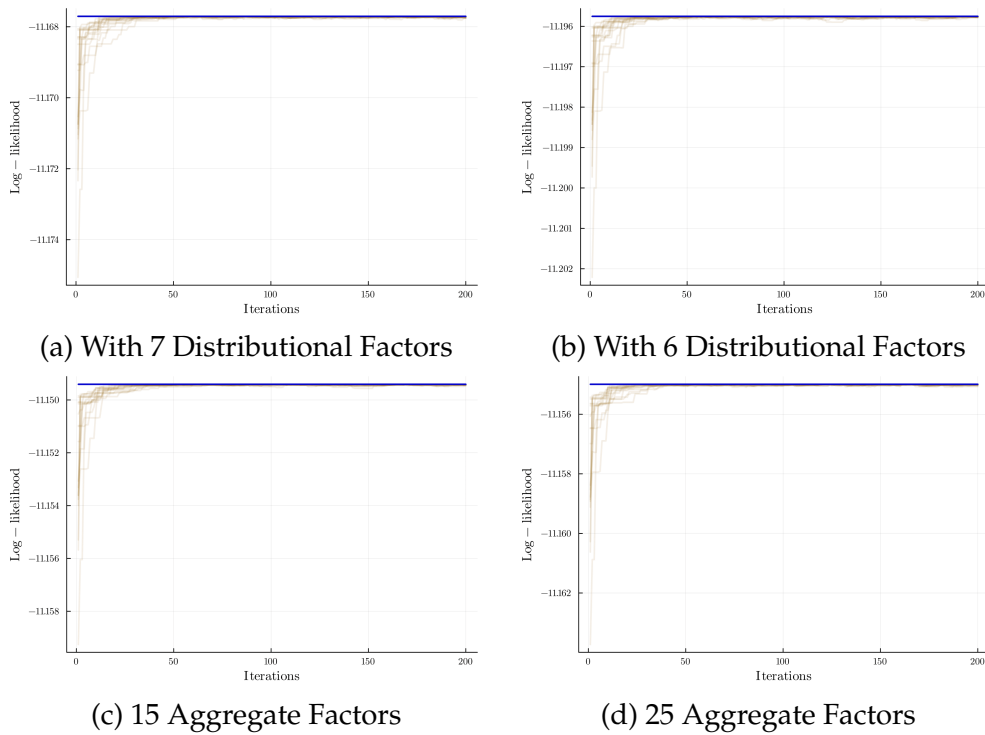 −11.168
−11.170
−11.172
−11.174
Log − likelihood
0 50 100 150 200
Iterations
(a) With 7 Distributional Factors
−11.196
−11.197
−11.198
−11.199
−11.200
−11.201
−11.202
Log − likelihood
0 50 100 150 200
Iterations
(b) With 6 Distributional Factors
−11.150
−11.152
−11.154
−11.156
−11.158
Log − likelihood
0 50 100 150 200
Iterations
(c) 15 Aggregate Factors
−11.156
−11.158
−11.160
−11.162
Log − likelihood
0 50 100 150 200
Iterations
(d) 25 Aggregate Factors